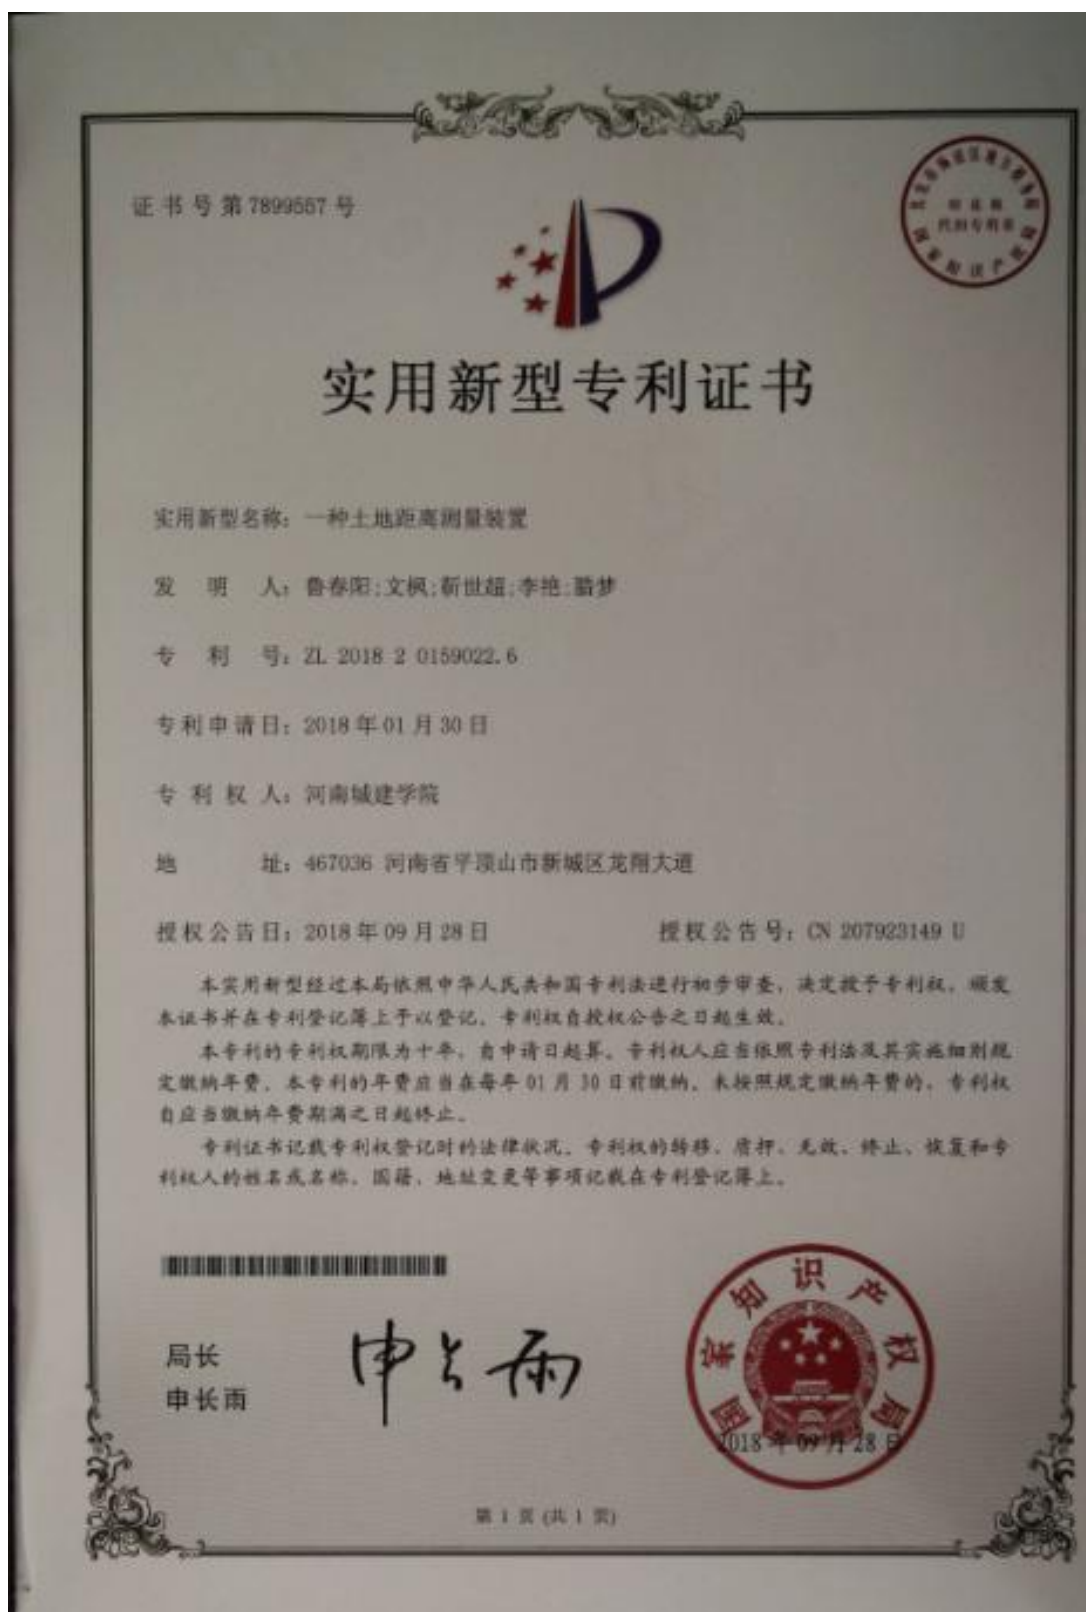 证书号第7899557号
实用新型专利证书
实用新型名称：一种土地距离测量装置
发明人：鲁春阳;文枫;靳世超;李艳;腊梦
专利号：ZL 2018 2 0159022.6
专利申请日：2018年01月30日
专利权人：河南城建学院
地址：467036 河南省平顶山市新城区龙翔大道
授权公告日：2018年09月28日 授权公告号：CN 207923149 U
本实用新型经过本局依照中华人民共和国专利法进行初步审查，决定授予专利权，颁发
本证书并在专利登记簿上予以登记。专利权自授权公告之日起生效。
本专利的专利权期限为十年，自申请日起算。专利权人应当依照专利法及其实施细则规
定缴纳年费。本专利的年费应当在每年01月30日前缴纳。未按照规定缴纳年费的，专利权
自应当缴纳年费期满之日起终止。
专利证书记载专利权登记时的法律状况。专利权的转移、质押、无效、终止、恢复和专
利权人的姓名或名称、国籍、地址变更等事项记载在专利登记簿上。
局长
申长雨
申长雨
国家知识产权局
2018年09月28日
第 1 页 (共 1 页)